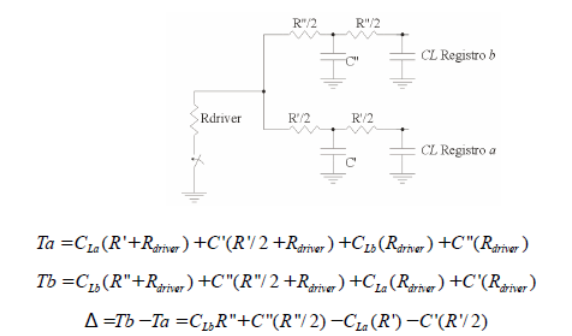 R"/2 R"/2
C"
CL Registro b
Rdriver
R'/2 R'/2
C'
CL Registro a
Ta =C_{La}(R'+R_{driver})+C'(R'/2+R_{driver})+C_{Lb}(R_{driver})+C"(R_{driver})
Tb =C_{Lb}(R"+R_{driver})+C"(R"/2+R_{driver})+C_{La}(R_{driver})+C'(R_{driver})
Δ=Tb−Ta =C_{Lb}R"+C"(R"/2)−C_{La}(R')−C'(R'/2)